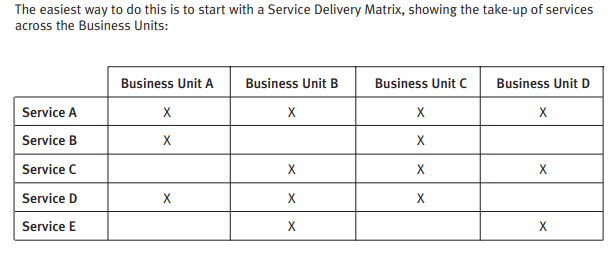 The easiest way to do this is to start with a Service Delivery Matrix, showing the take-up of services
across the Business Units:
Business Unit A Business Unit B Business Unit C Business Unit D
Service A X X X X
Service B X X
Service C X X X
Service D X X X
Service E X X